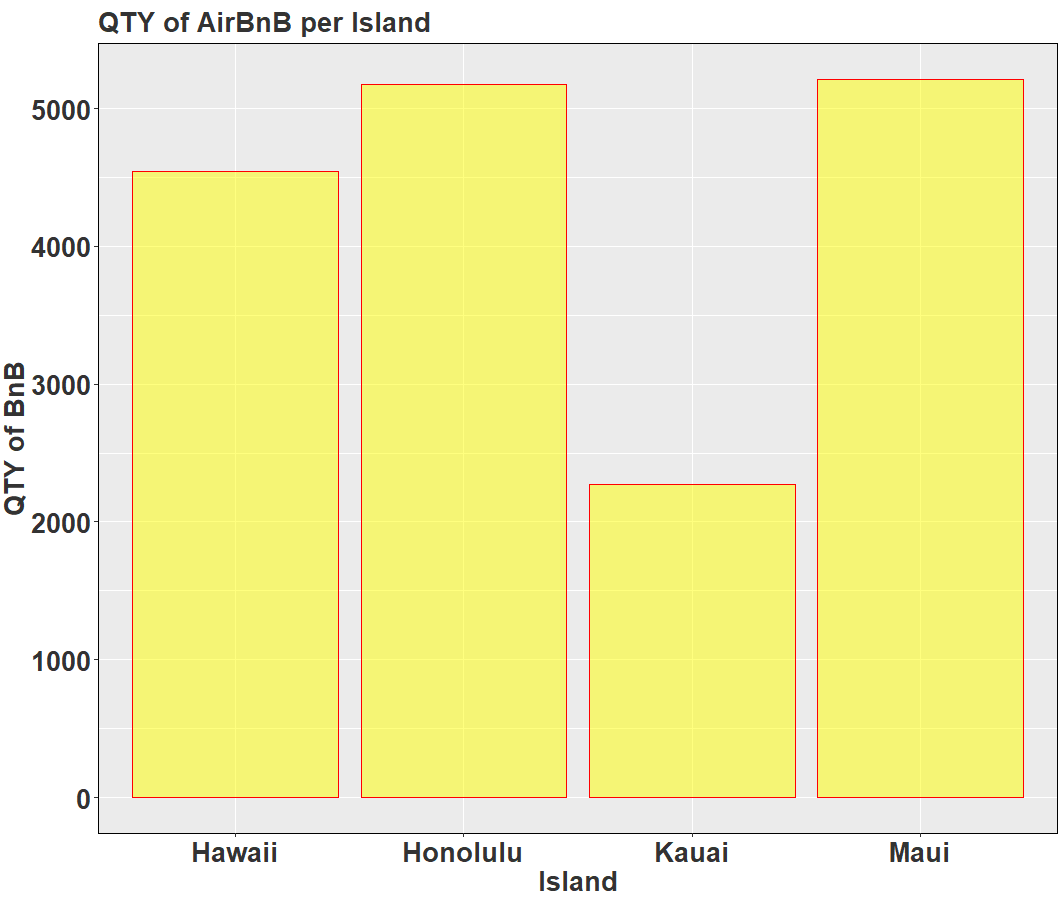 QTY of AirBnB per Island
QTY of BnB
5000
4000
3000
2000
1000
0
Hawaii Honolulu Kauai Maui
Island